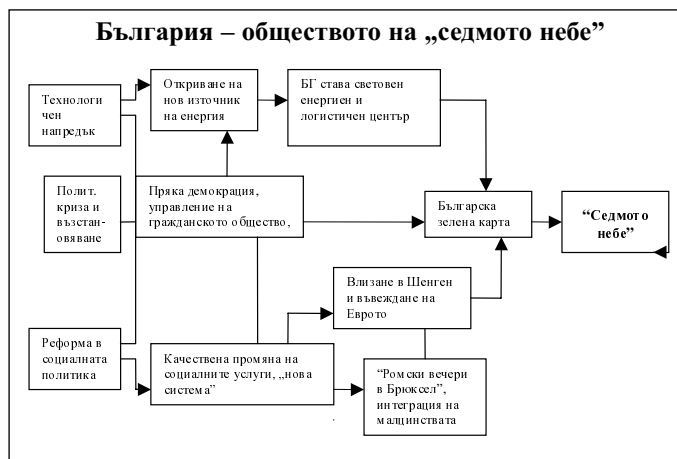 България – обществото на „седмото небе”
Технологи
чен
напредък
Откриване на
нов източник
на енергия
БГ става световен
енергиен и
логистичен център
Полит.
криза и
възстан-
овяване
Пряка демокрация,
управление на
гражданското общество,
Българска
зелена карта
“Седмото
небе”
Влизане в Шенген
и въвеждане на
Еврото
Реформа в
социалната
политика
Качествена промяна на
социалните услуги, „нова
система”
“Ромски вечери
в Брюксел”,
интеграция на
малцинствата